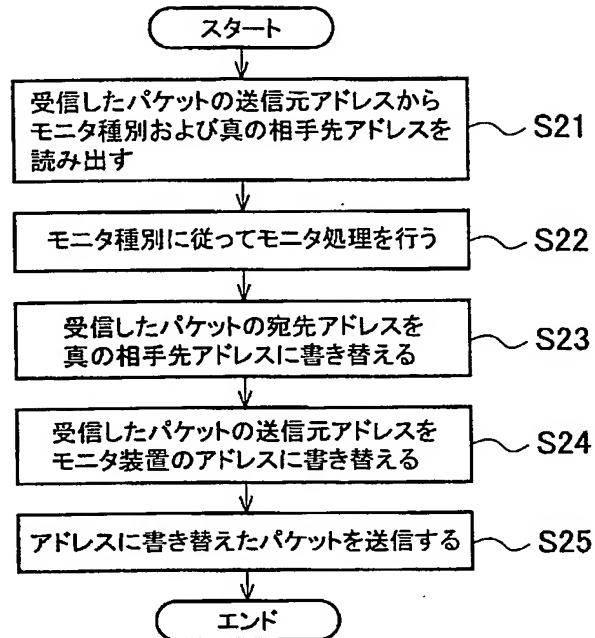 スタート
受信したパケットの送信元アドレスから
モニタ種別および真の相手先アドレスを
読み出す
S21
モニタ種別に従ってモニタ処理を行う
S22
受信したパケットの宛先アドレスを
真の相手先アドレスに書き替える
S23
受信したパケットの送信元アドレスを
モニタ装置のアドレスに書き替える
S24
アドレスに書き替えたパケットを送信する
S25
エンド